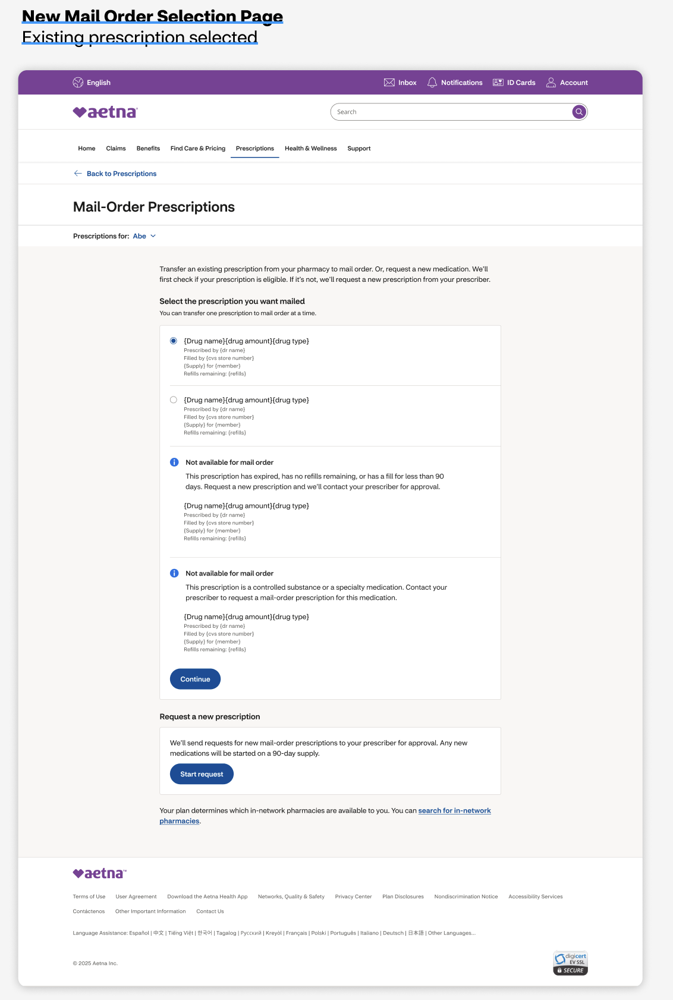 New Mail Order Selection Page
Existing prescription selected
English
Inbox
Notifications
ID Cards
Account
aetna
Search
Home
Claims
Benefits
Find Care & Pricing
Prescriptions
Health & Wellness
Support
Back to Prescriptions
Mail-Order Prescriptions
Prescriptions for: Abe
Transfer an existing prescription from your pharmacy to mail order. Or, request a new medication. We'll
first check if your prescription is eligible. If it's not, we'll request a new prescription from your prescriber.
Select the prescription you want mailed
You can transfer one prescription to mail order at a time.
{Drug name}{drug amount}{drug type}
Prescribed by {dr name}
Filled by {cvs store number}
{Supply} for {member}
Refills remaining: {refills}
{Drug name}{drug amount}{drug type}
Prescribed by {dr name}
Filled by {cvs store number}
{Supply} for {member}
Refills remaining: {refills}
Not available for mail order
This prescription has expired, has no refills remaining, or has a fill for less than 90
days. Request a new prescription and we'll contact your prescriber for approval.
{Drug name}{drug amount}{drug type}
Prescribed by {dr name}
Filled by {cvs store number}
{Supply} for {member}
Refills remaining: {refills}
Not available for mail order
This prescription is a controlled substance or a specialty medication. Contact your
prescriber to request a mail-order prescription for this medication.
{Drug name}{drug amount}{drug type}
Prescribed by {dr name}
Filled by {cvs store number}
{Supply} for {member}
Refills remaining: {refills}
Continue
Request a new prescription
We'll send requests for new mail-order prescriptions to your prescriber for approval. Any new
medications will be started on a 90-day supply.
Start request
Your plan determines which in-network pharmacies are available to you. You can search for in-network
pharmacies.
aetna™
Terms of Use
User Agreement
Download the Aetna Health App
Networks, Quality & Safety
Privacy Center
Plan Disclosures
Nondiscrimination Notice
Accessibility Services
Contáctenos
Other Important Information
Contact Us
Language Assistance: Español | 中文 | Tiếng Việt | 한국어 | Tagalog | Русский | Kreyòl | Français | Polski | Português | Italiano | Deutsch | 日本語 | Other Languages...
© 2025 Aetna Inc.
digicert
EV SSL
SECURE